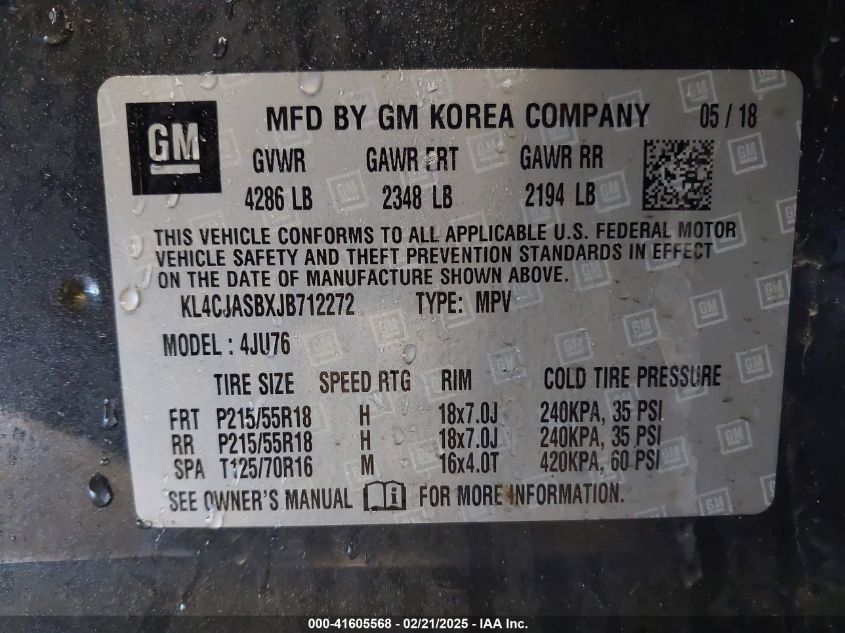 GM
MFD BY GM KOREA COMPANY 05 / 18
GVWR GAWR FRT GAWR RR
4286 LB 2348 LB 2194 LB
THIS VEHICLE CONFORMS TO ALL APPLICABLE U.S. FEDERAL MOTOR
VEHICLE SAFETY AND THEFT PREVENTION STANDARDS IN EFFECT
ON THE DATE OF MANUFACTURE SHOWN ABOVE.
KL4CJASBXJB712272 TYPE: MPV
MODEL : 4JU76
TIRE SIZE SPEED RTG RIM COLD TIRE PRESSURE
FRT P215/55R18 H 18x7.0J 240KPA, 35 PSI
RR P215/55R18 H 18x7.0J 240KPA, 35 PSI
SPA T125/70R16 M 16x4.0T 420KPA, 60 PSI
SEE OWNER'S MANUAL i FOR MORE INFORMATION.
000-41605568 — 02/21/2025 — IAA Inc.